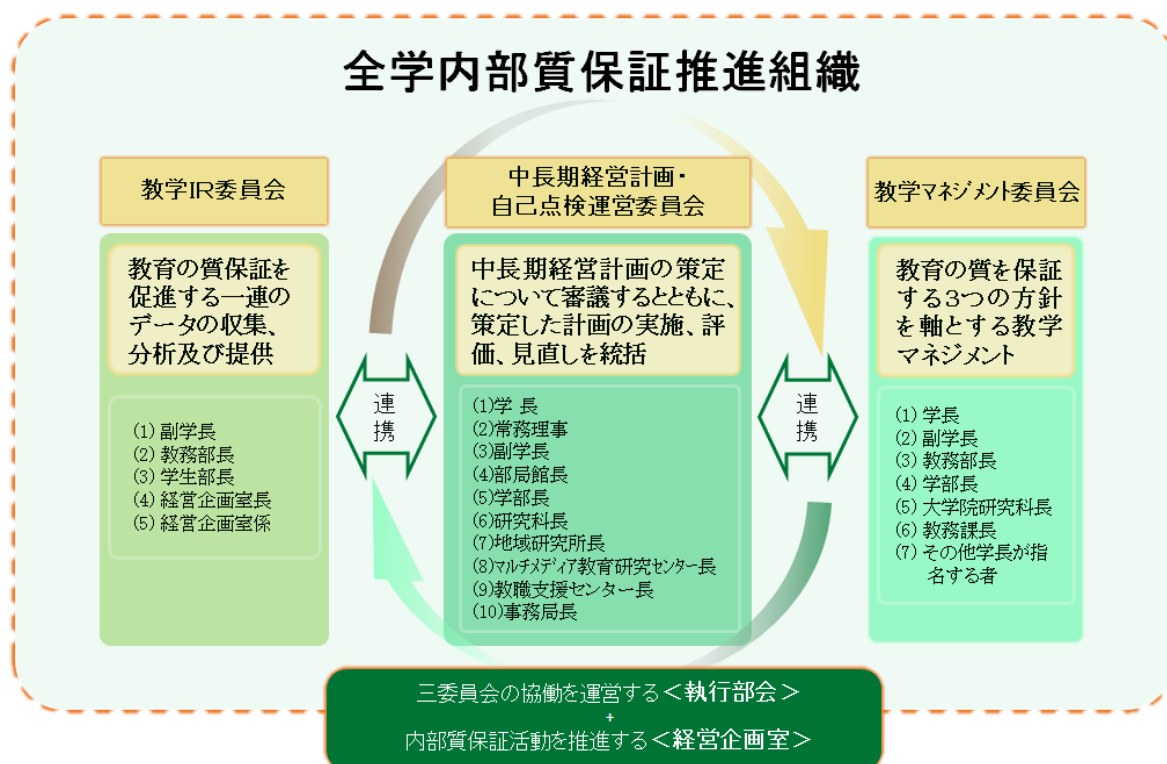 全学内部質保証推進組織
教学IR委員会
教育の質保証を
促進する一連の
データの収集、
分析及び提供
(1) 副学長
(2) 教務部長
(3) 学生部長
(4) 経営企画室長
(5) 経営企画室係
連
携
中長期経営計画・
自己点検運営委員会
中長期経営計画の策定
について審議するとともに、
策定した計画の実施、評
価、見直しを統括
(1)学 長
(2)常務理事
(3)副学長
(4)部局館長
(5)学部長
(6)研究科長
(7)地域研究所長
(8)マルチメディア教育研究センター長
(9)教職支援センター長
(10)事務局長
連
携
教学マネジメント委員会
教育の質を保証
する3つの方針
を軸とする教学
マネジメント
(1) 学長
(2) 副学長
(3) 教務部長
(4) 学部長
(5) 大学院研究科長
(6) 教務課長
(7) その他学長が指
名する者
三委員会の協働を運営する＜執行部会＞
+
内部質保証活動を推進する＜経営企画室＞